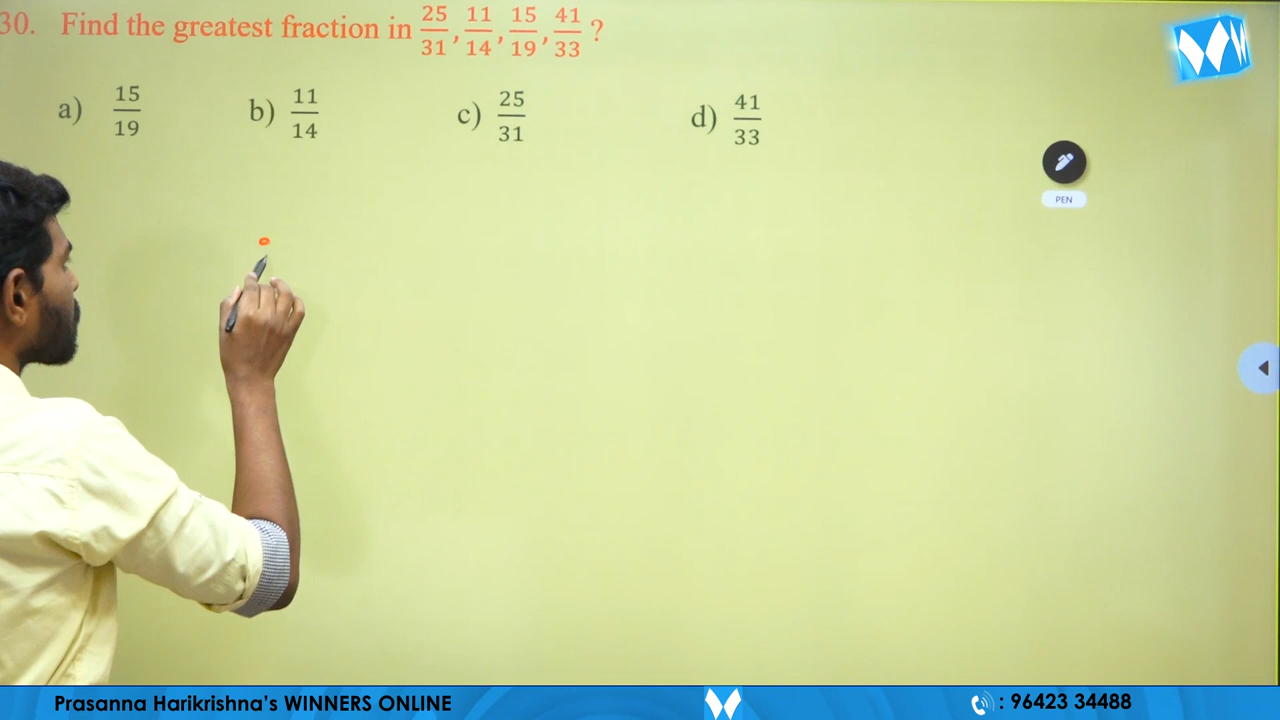 30. Find the greatest fraction in 25/31, 11/14, 15/19, 41/33 ?
a) 15/19 b) 11/14 c) 25/31 d) 41/33
PEN
Prasanna Harikrishna's WINNERS ONLINE : 96423 34488